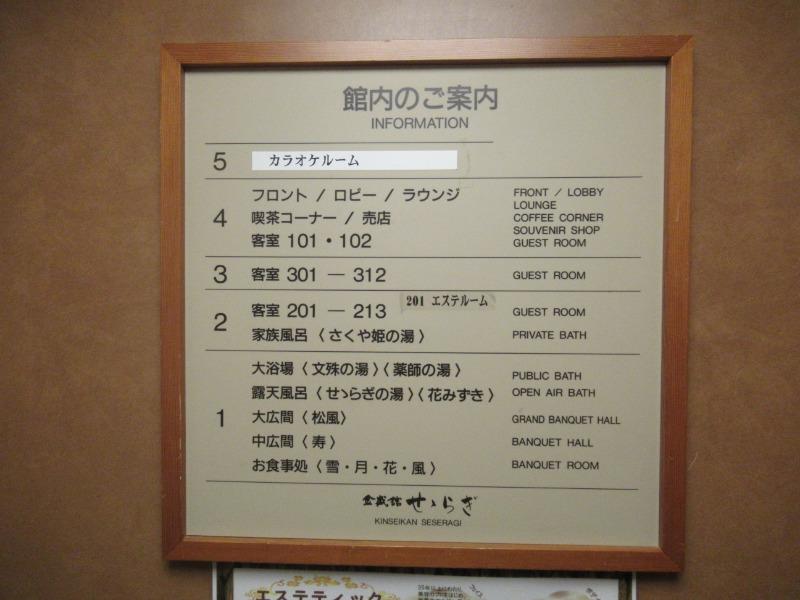 館内のご案内
INFORMATION
5 カラオケルーム
4 フロント / ロビー / ラウンジ FRONT / LOBBY
LOUNGE
喫茶コーナー / 売店 COFFEE CORNER
SOUVENIR SHOP
客室 101・102 GUEST ROOM
3 客室 301 ― 312 GUEST ROOM
2 客室 201 ― 213 201 エステルーム GUEST ROOM
家族風呂〈さくや姫の湯〉 PRIVATE BATH
1 大浴場〈文殊の湯〉〈薬師の湯〉 PUBLIC BATH
露天風呂〈せゝらぎの湯〉〈花みずき〉 OPEN AIR BATH
大広間〈松風〉 GRAND BANQUET HALL
中広間〈寿〉 BANQUET HALL
お食事処〈雪・月・花・風〉 BANQUET ROOM
金盛館 せゝらぎ
KINSEIKAN SESERAGI
エステティック